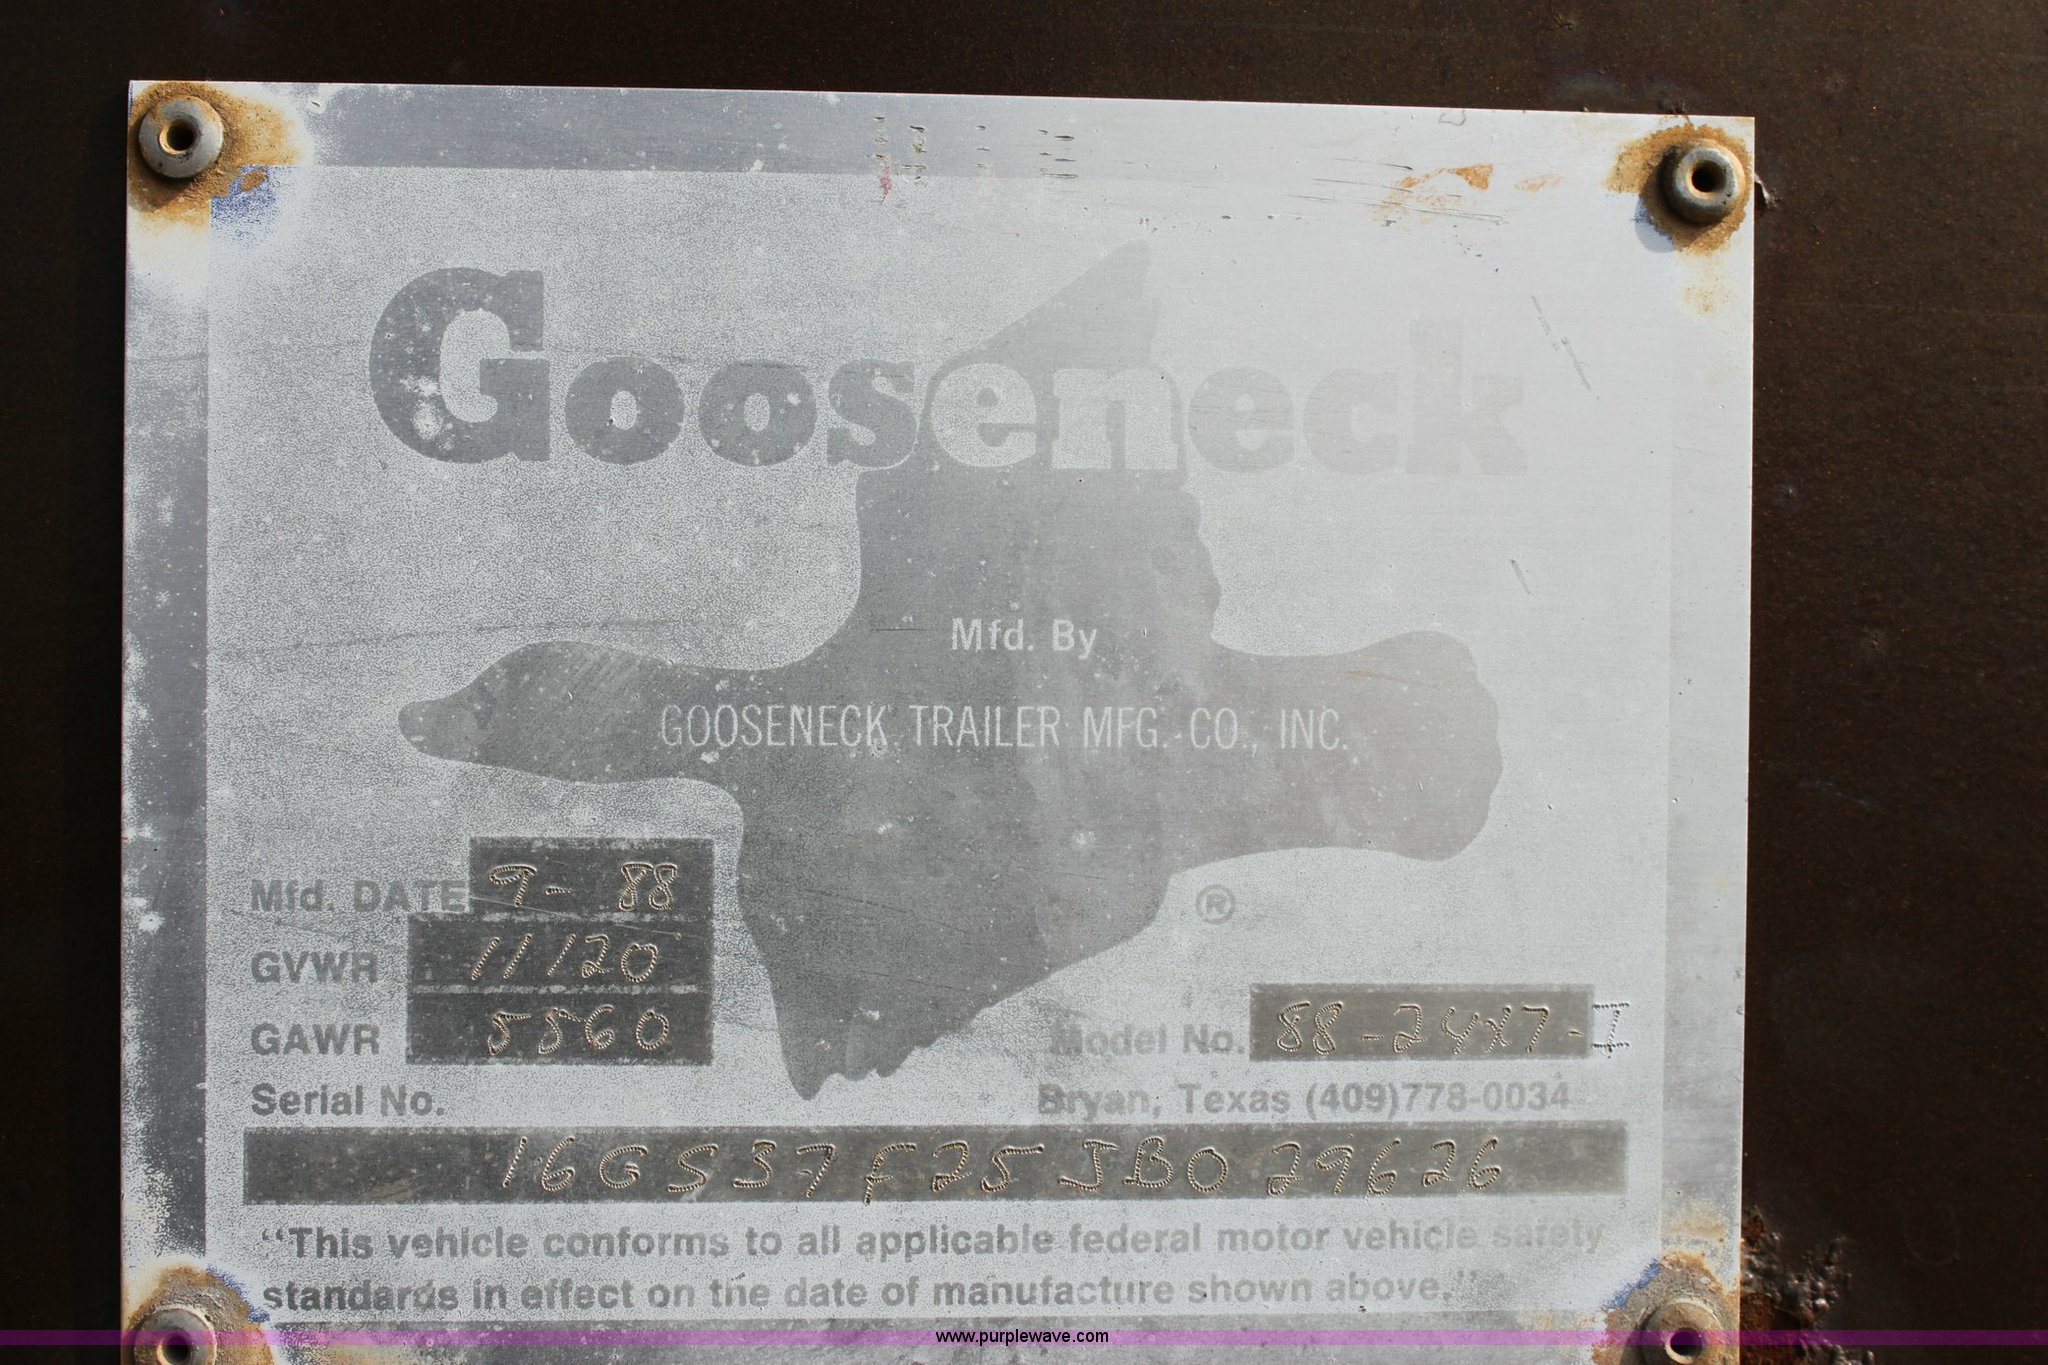 Gooseneck
Mfd. By
GOOSENECK TRAILER MFG. CO., INC.
®
Mfd. DATE 9- 88
GVWR 11120
GAWR 5560
Model No. 88-24X7-I
Serial No.
Bryan, Texas (409)778-0034
16GS37F25JB029626
“This vehicle conforms to all applicable federal motor vehicle safety
standards in effect on the date of manufacture shown above.”
www.purplewave.com